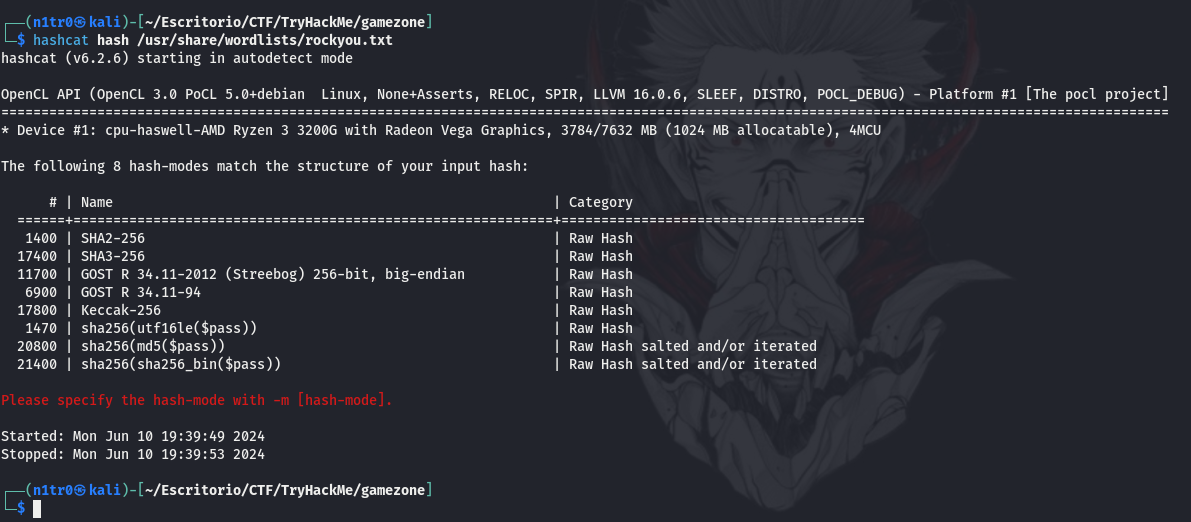 ┌──(n1tr0㉿kali)-[~/Escritorio/CTF/TryHackMe/gamezone]
└─$ hashcat hash /usr/share/wordlists/rockyou.txt
hashcat (v6.2.6) starting in autodetect mode

OpenCL API (OpenCL 3.0 PoCL 5.0+debian  Linux, None+Asserts, RELOC, SPIR, LLVM 16.0.6, SLEEF, DISTRO, POCL_DEBUG) - Platform #1 [The pocl project]
==================================================================================================================================================
* Device #1: cpu-haswell-AMD Ryzen 3 3200G with Radeon Vega Graphics, 3784/7632 MB (1024 MB allocatable), 4MCU

The following 8 hash-modes match the structure of your input hash:

      # | Name                                                       | Category
  ======+============================================================+======================================
   1400 | SHA2-256                                                   | Raw Hash
  17400 | SHA3-256                                                   | Raw Hash
  11700 | GOST R 34.11-2012 (Streebog) 256-bit, big-endian           | Raw Hash
   6900 | GOST R 34.11-94                                            | Raw Hash
  17800 | Keccak-256                                                 | Raw Hash
   1470 | sha256(utf16le($pass))                                     | Raw Hash
  20800 | sha256(md5($pass))                                         | Raw Hash salted and/or iterated
  21400 | sha256(sha256_bin($pass))                                  | Raw Hash salted and/or iterated

Please specify the hash-mode with -m [hash-mode].

Started: Mon Jun 10 19:39:49 2024
Stopped: Mon Jun 10 19:39:53 2024

┌──(n1tr0㉿kali)-[~/Escritorio/CTF/TryHackMe/gamezone]
└─$